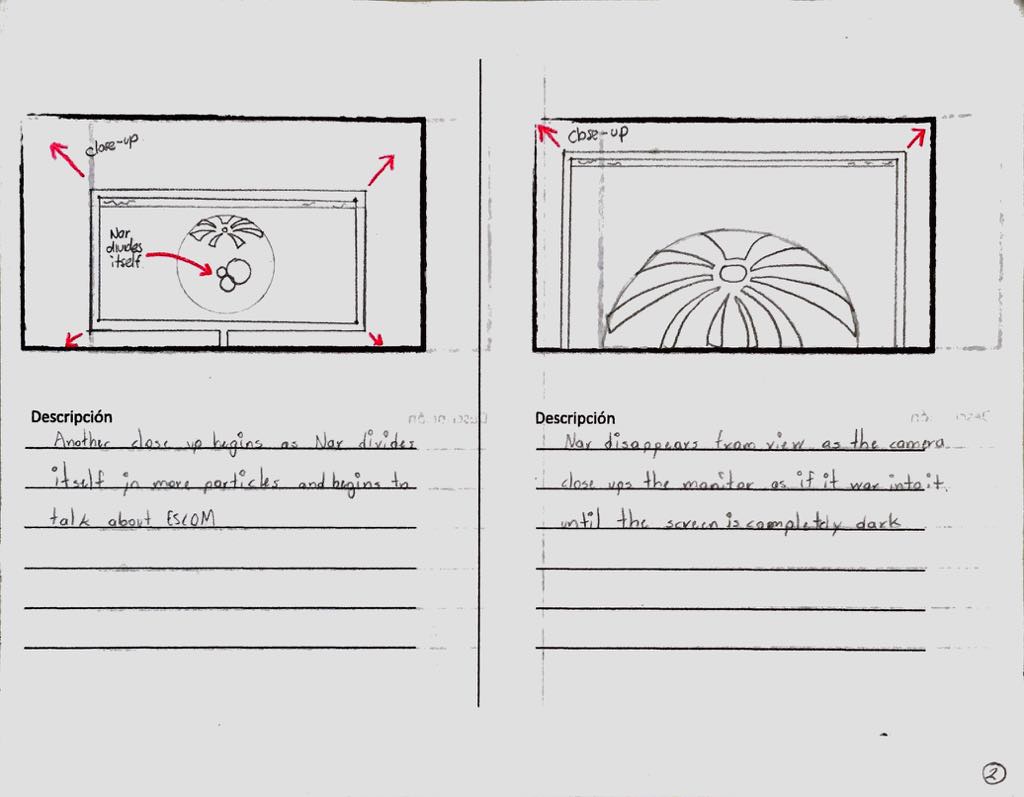 close-up
Nar
divides
itself
Descripción
Another close up begins as Nar divides
itself in more particles and begins to
talk about ESCOM
close-up
Descripción
Nar disappears from view as the camera
close ups the monitor as if it war into it
until the screen is completely dark
2